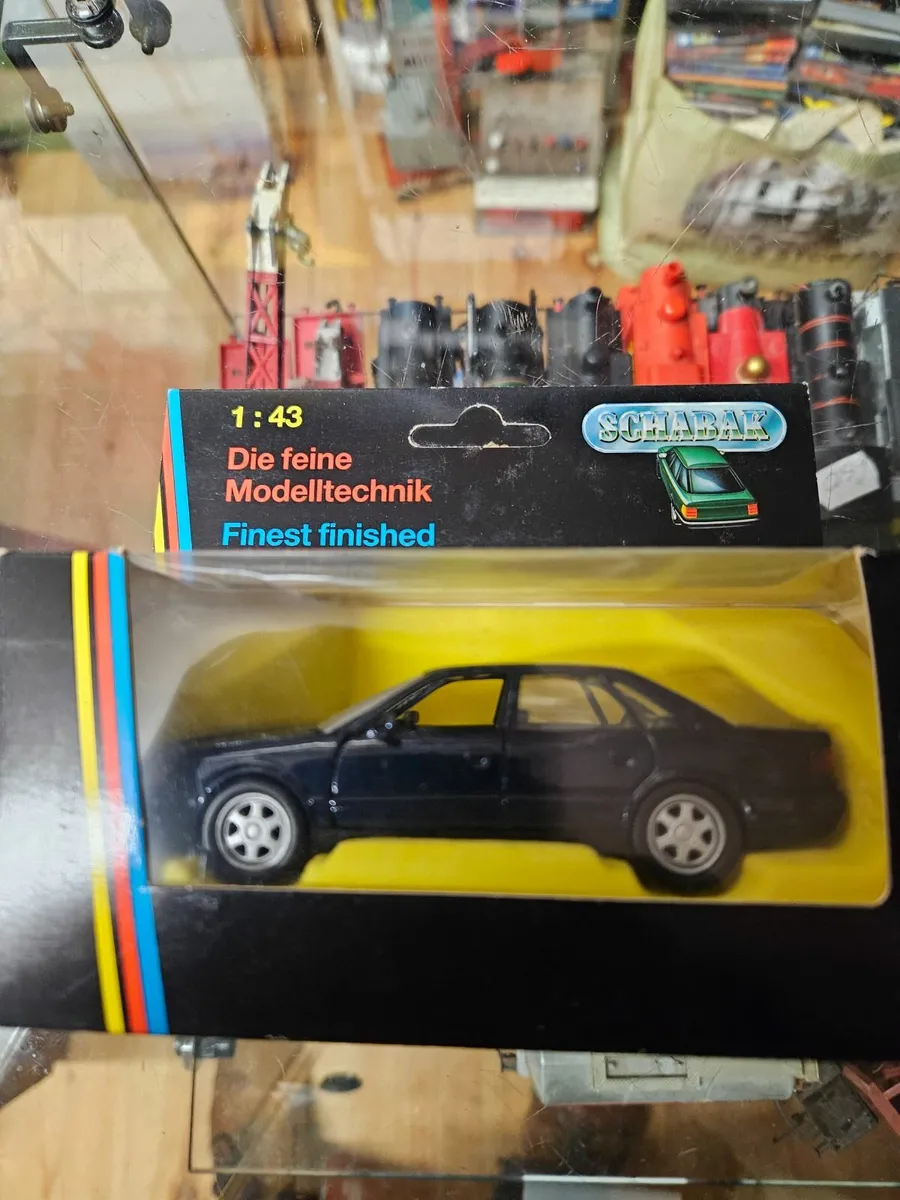 1:43
SCHABAK
Die feine
Modelltechnik
Finest finished